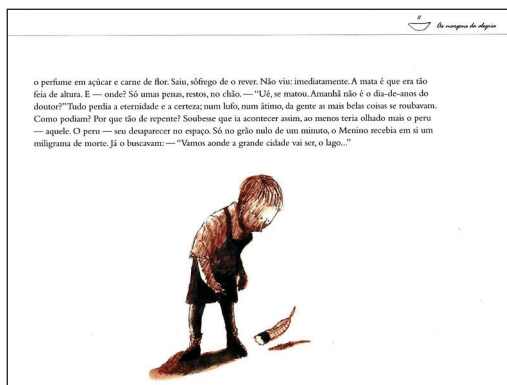 As margens da alegria
o perfume em açúcar e carne de flor. Saiu, sôfrego de o rever. Não viu: imediatamente. A mata é que era tão
feia de altura. E — onde? Só umas penas, restos, no chão. — “Ué, se matou. Amanhã não é o dia-de-anos do
doutor?” Tudo perdia a eternidade e a certeza; num lufo, num átimo, da gente as mais belas coisas se roubavam.
Como podiam? Por que tão de repente? Soubesse que ia acontecer assim, ao menos teria olhado mais o peru
— aquele. O peru — seu desaparecer no espaço. Só no grão nulo de um minuto, o Menino recebia em si um
miligrama de morte. Já o buscavam: — “Vamos aonde a grande cidade vai ser, o lago...”